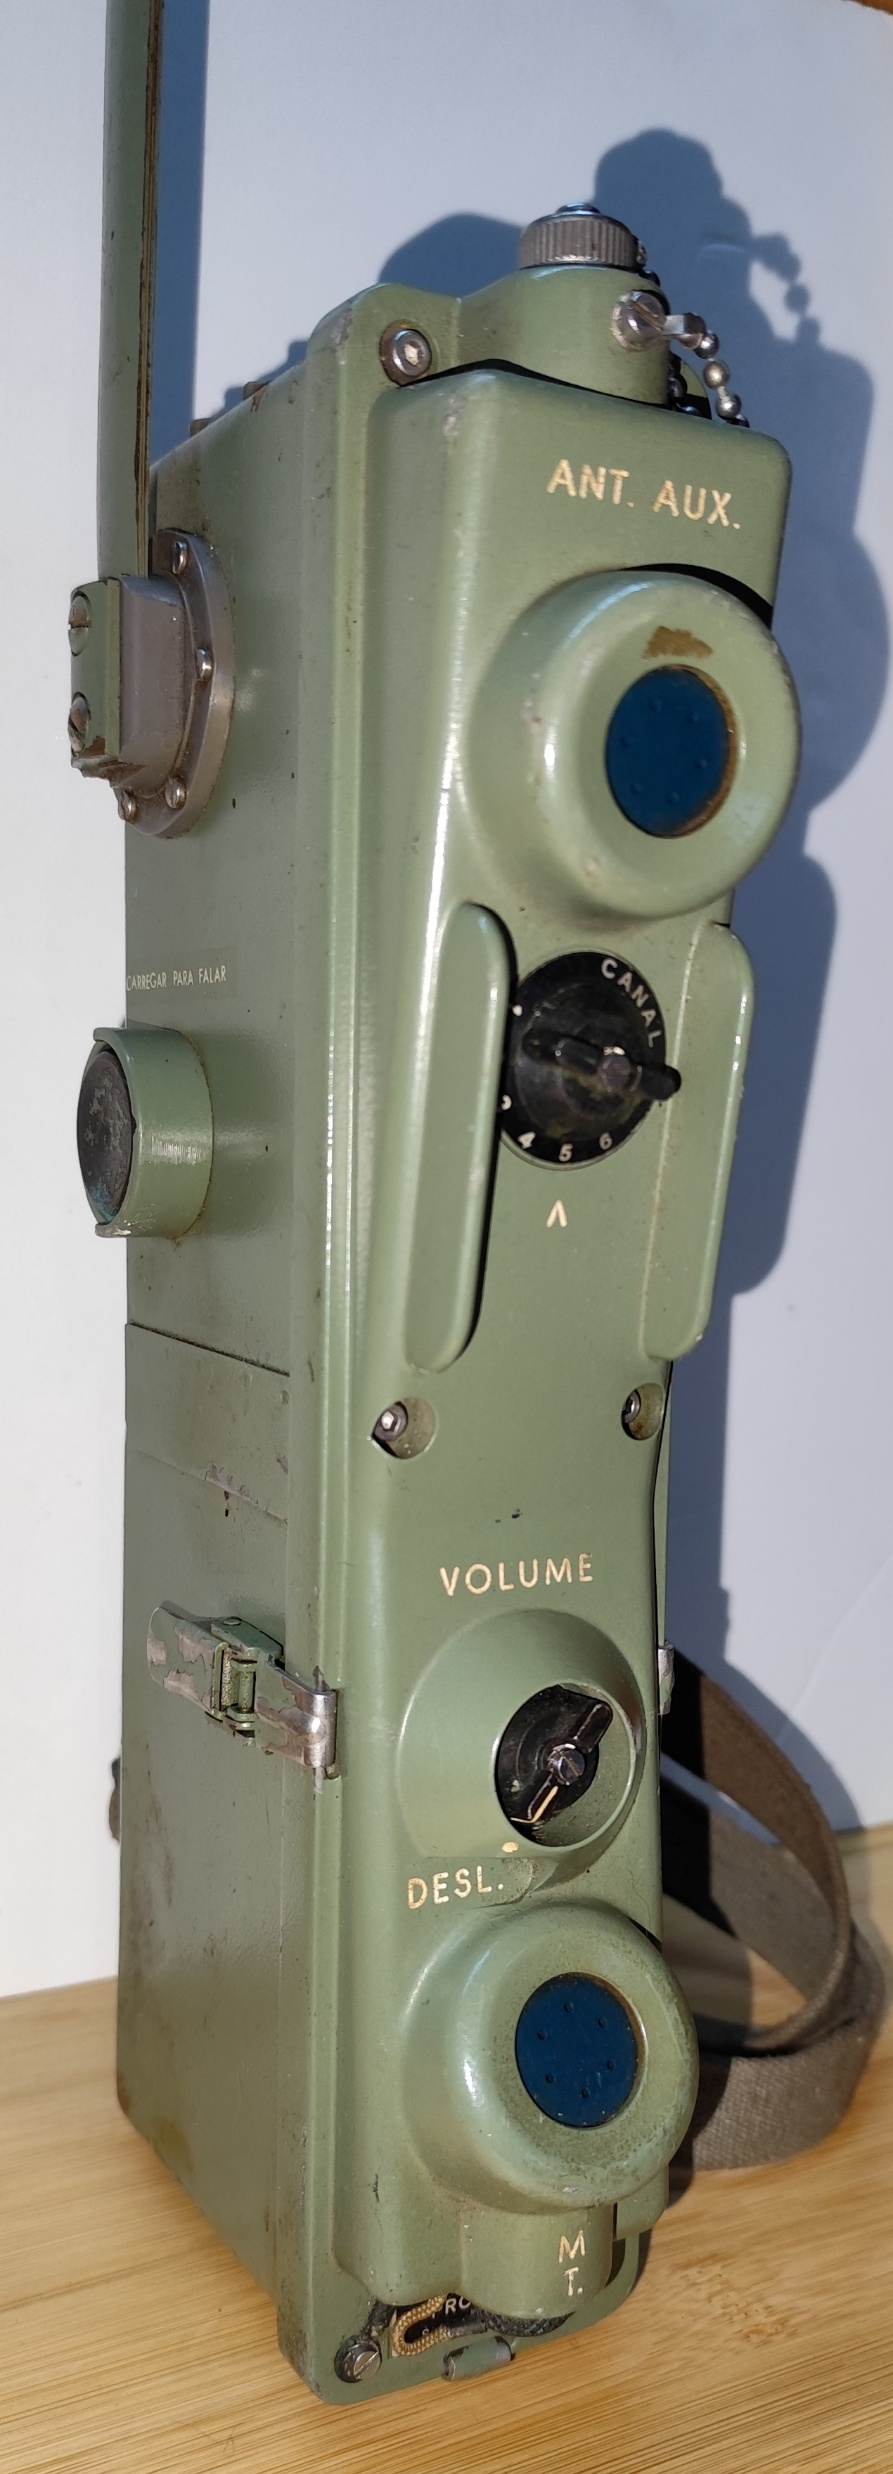 ANT. AUX.
CANAL
4 5 6
Λ
CARREGAR PARA FALAR
VOLUME
DESL.
M
T.